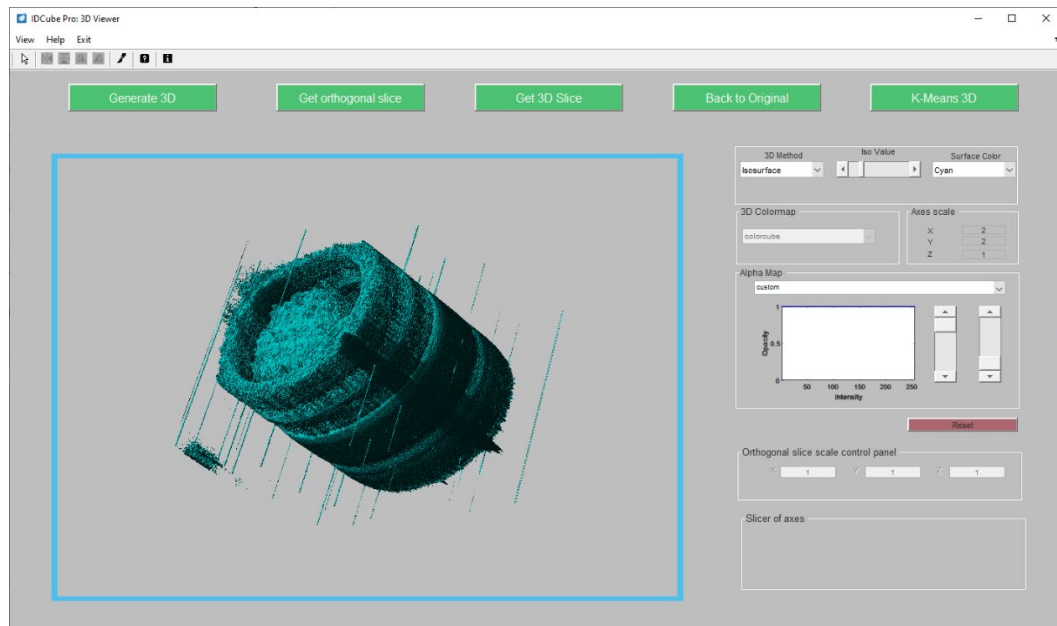 IDCube Pro: 3D Viewer
View Help Exit
Generate 3D
Get orthogonal slice
Get 3D Slice
Back to Original
K-Means 3D
3D Method
Iso Value
Surface Color
Isosurface
Cyan
3D Colormap
colorcube
Axes scale
X 2
Y 2
Z 1
Alpha Map
custom
Opacity
1
0.5
0
50 100 150 200 250
Intensity
Reset
Orthogonal slice scale control panel
X 1 Y 1 Z 1
Slicer of axes